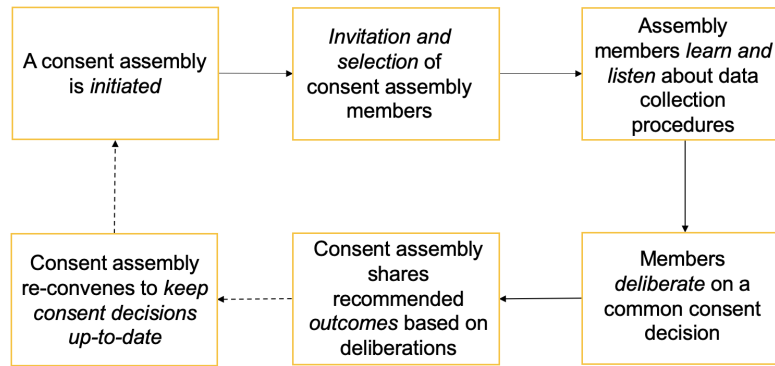 A consent assembly
is initiated
Invitation and
selection of
consent assembly
members
Assembly
members learn and
listen about data
collection
procedures
Members
deliberate on a
common consent
decision
Consent assembly
shares
recommended
outcomes based on
deliberations
Consent assembly
re-convenes to keep
consent decisions
up-to-date